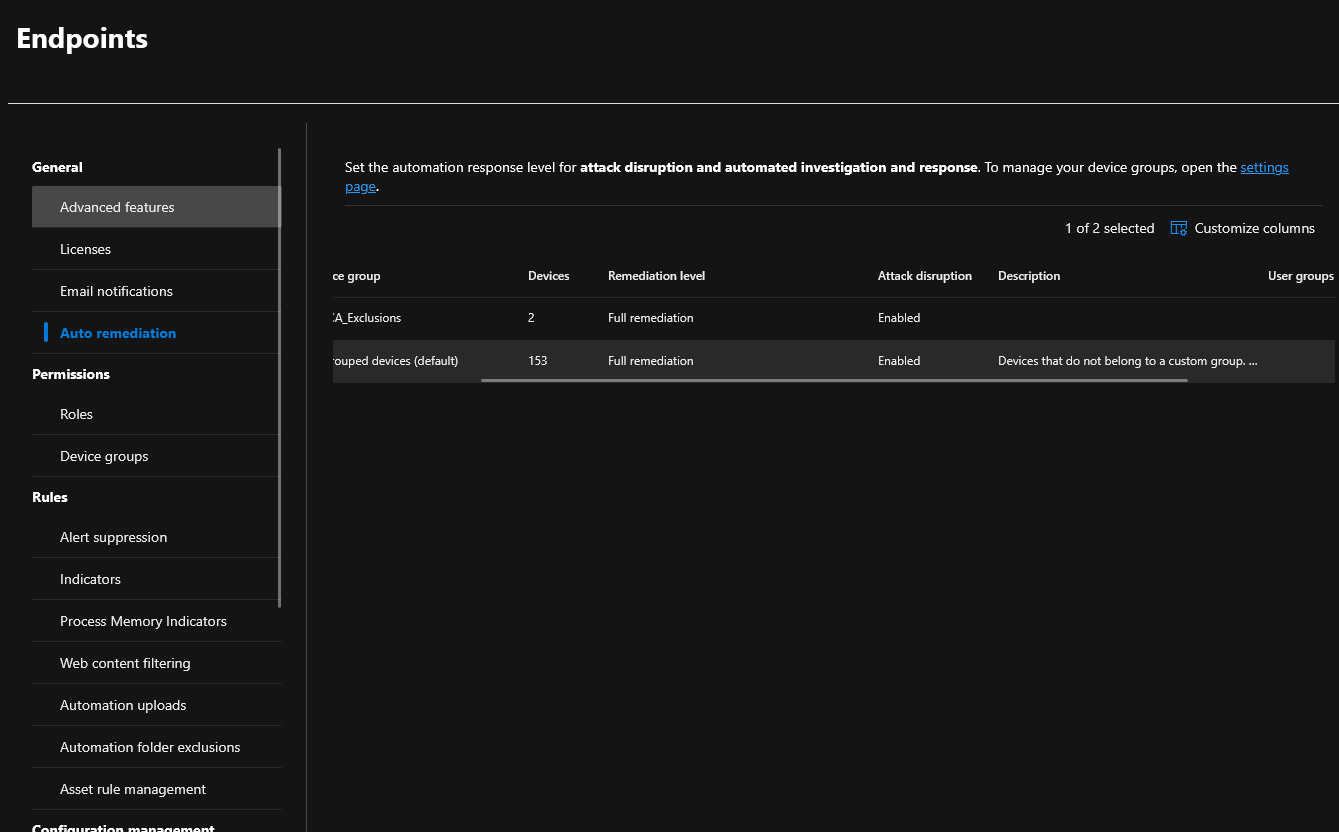 Endpoints
General
Advanced features
Licenses
Email notifications
Auto remediation
Permissions
Roles
Device groups
Rules
Alert suppression
Indicators
Process Memory Indicators
Web content filtering
Automation uploads
Automation folder exclusions
Asset rule management
Configuration management
Set the automation response level for attack disruption and automated investigation and response. To manage your device groups, open the settings
page.
1 of 2 selected Customize columns
ce group Devices Remediation level Attack disruption Description User groups
A_Exclusions 2 Full remediation Enabled
rouped devices (default) 153 Full remediation Enabled Devices that do not belong to a custom group. ...